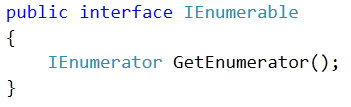 public interface IEnumerable
{
    IEnumerator GetEnumerator();
}